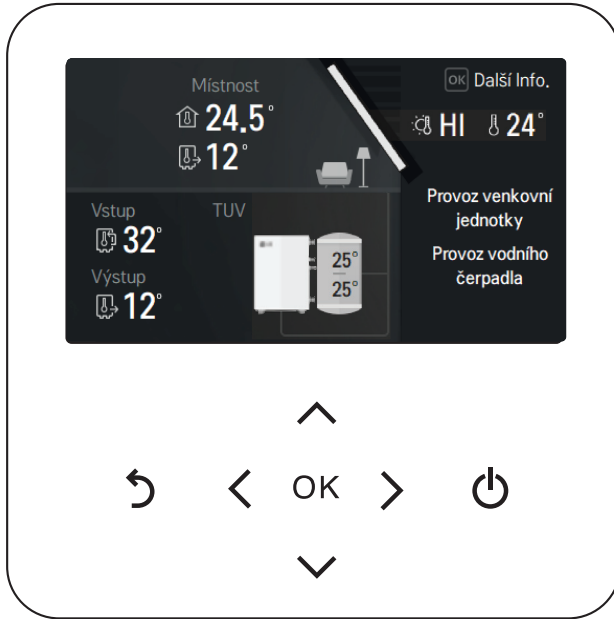 Místnost
24.5°
12°
OK Další Info.
HI 24°
Provoz venkovní
jednotky
Provoz vodního
čerpadla
Vstup
32°
Výstup
12°
TUV
LG
25°
25°
OK